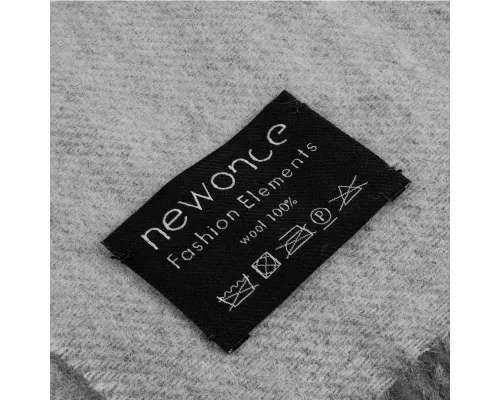 newonce
Fashion Elements
wool 100%
P